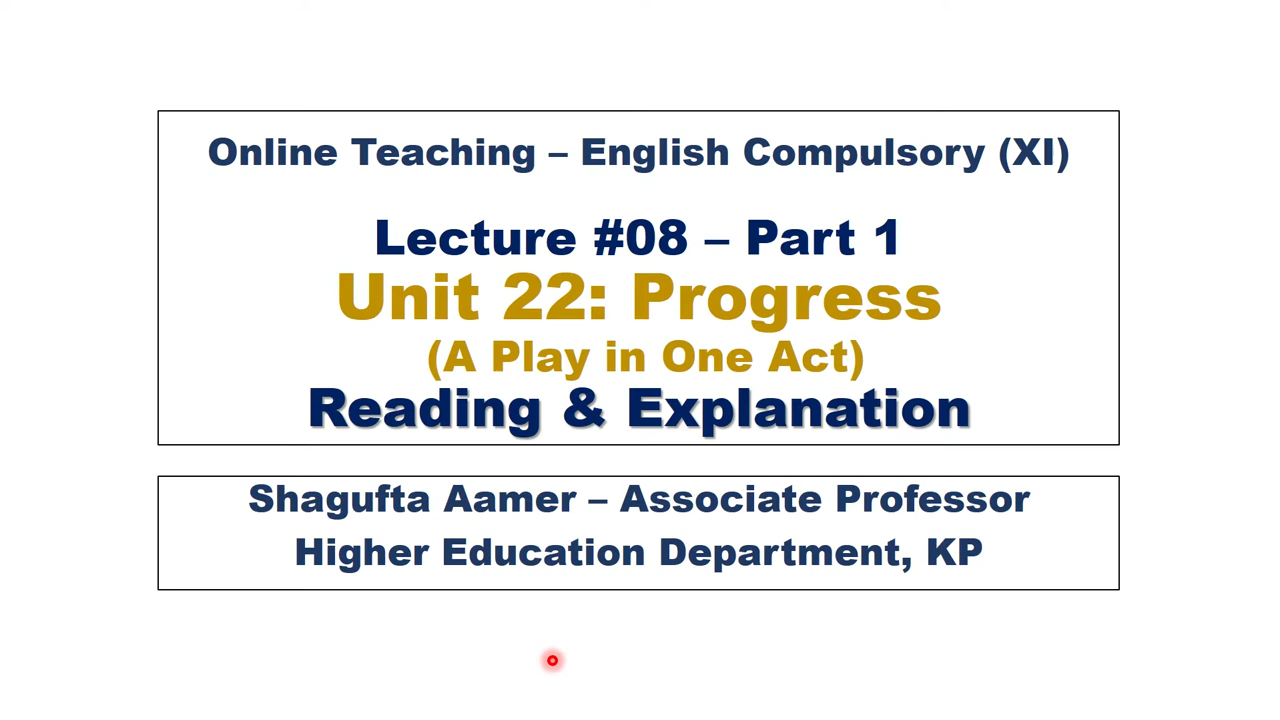 Online Teaching – English Compulsory (XI)
Lecture #08 – Part 1
Unit 22: Progress
(A Play in One Act)
Reading & Explanation
Shagufta Aamer – Associate Professor
Higher Education Department, KP